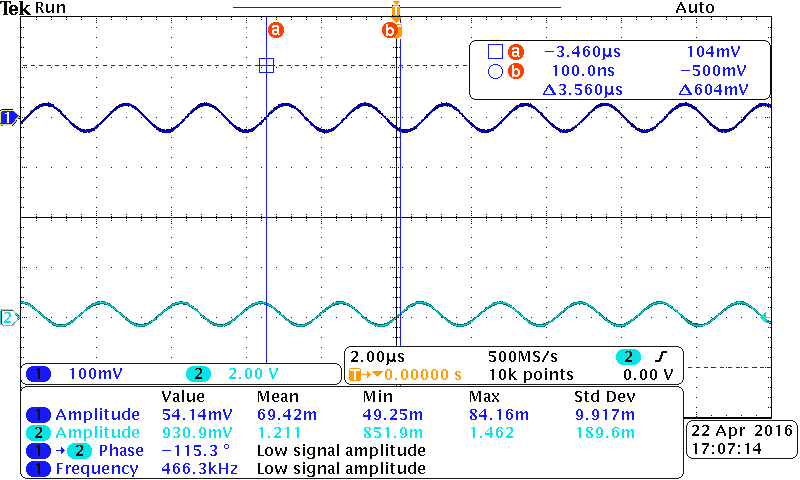 Tek Run Auto
T
a b
a −3.460µs 104mV
b 100.0ns −500mV
Δ3.560µs Δ604mV
1
2
1 100mV 2 2.00 V
2.00µs 500MS/s 2
T→▼0.00000 s 10k points 0.00 V
Value Mean Min Max Std Dev
1 Amplitude 54.14mV 69.42m 49.25m 84.16m 9.917m
2 Amplitude 930.9mV 1.211 851.9m 1.462 189.6m
1 → 2 Phase −115.3 ° Low signal amplitude
1 Frequency 466.3kHz Low signal amplitude
22 Apr 2016
17:07:14